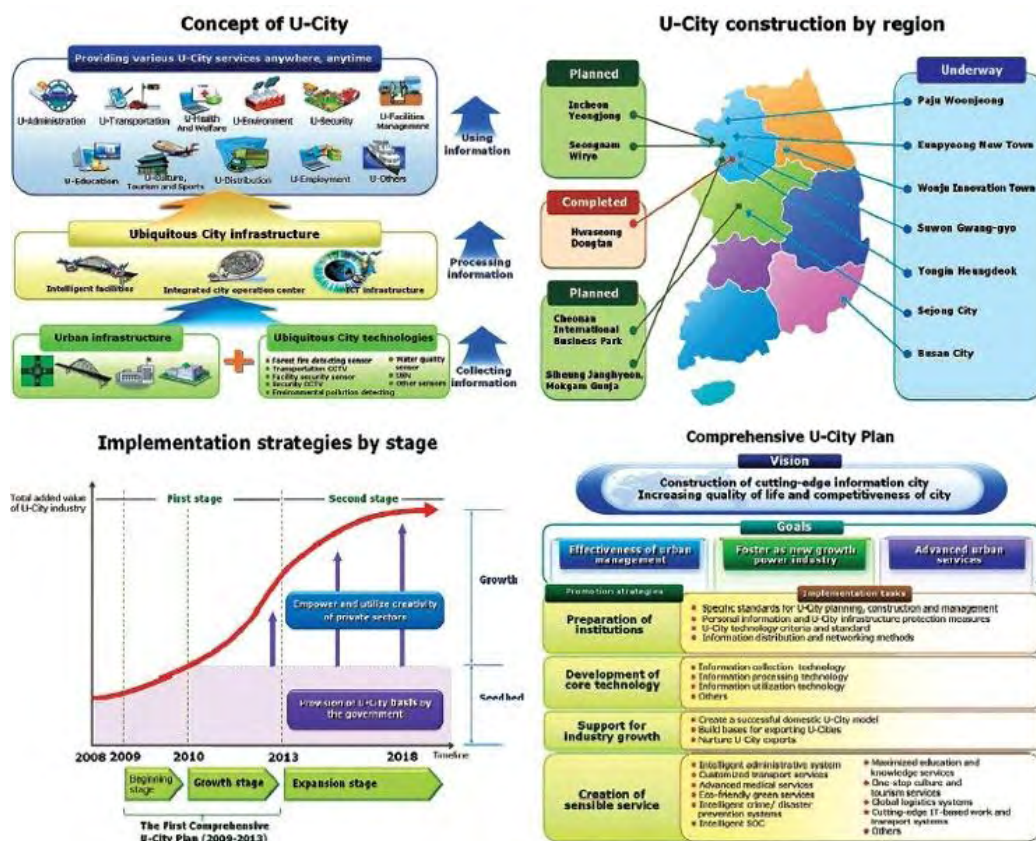 Concept of U-City
Providing various U-City services anywhere, anytime
U-Administration
U-Transportation
U-Health
And Welfare
U-Environment
U-Security
U-Facilities
Management
U-Education
U-Culture,
Tourism and Sports
U-Distribution
U-Employment
U-Others
Using
information
Ubiquitous City infrastructure
Intelligent facilities
Integrated city operation center
ICT infrastructure
Processing
information
Urban infrastructure
Ubiquitous City technologies
Forest fire detecting sensor
Transportation CCTV
Facility security sensor
Security CCTV
Environmental pollution detecting
Water quality
sensor
USN
Other sensors
Collecting
information
U-City construction by region
Planned
Incheon
Yeongjong
Seongnam
Wirye
Completed
Hwaseong
Dongtan
Planned
Cheonan
International
Business Park
Siheung Janghyeon,
Mokgam Gunja
Underway
Paju Woonjeong
Eunpyeong New Town
Wonju Innovation Town
Suwon Gwang-gyo
Yongin Heungdeok
Sejong City
Busan City
Implementation strategies by stage
Total added value
of U-City industry
First stage
Second stage
Growth
Empower and utilize creativity
of private sectors
Seedbed
Provision of U-City basis by
the government
2008 2009 2010 2013 2018 Timeline
Beginning
stage
Growth stage
Expansion stage
The First Comprehensive
U-City Plan (2009-2013)
Comprehensive U-City Plan
Vision
Construction of cutting-edge information city
Increasing quality of life and competitiveness of city
Goals
Effectiveness of urban
management
Foster as new growth
power industry
Advanced urban
services
Promotion strategies
Implementation tasks
Preparation of
institutions
Specific standards for U-City planning, construction and management
Personal information and U-City infrastructure protection measures
U-City technology criteria and standard
Information distribution and networking methods
Development of
core technology
Information collection technology
Information processing technology
Information utilization technology
Others
Support for
industry growth
Create a successful domestic U-City model
Build bases for exporting U-Cities
Nurture U-City experts
Creation of
sensible service
Intelligent administrative system
Customized transport services
Advanced medical services
Eco-friendly green services
Intelligent crime/ disaster
prevention systems
Intelligent SOC
Maximized education and
knowledge services
One-stop culture and
tourism services
Global logistics systems
Cutting-edge IT-based work and
transport systems
Others